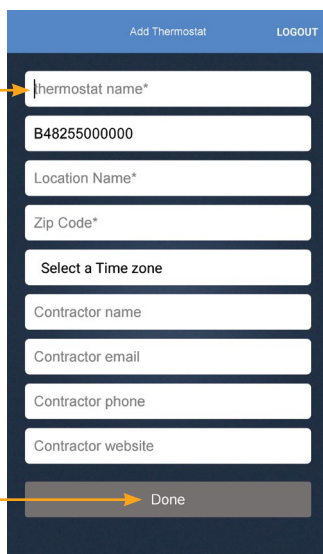 Add Thermostat LOGOUT
thermostat name*
B48255000000
Location Name*
Zip Code*
Select a Time zone
Contractor name
Contractor email
Contractor phone
Contractor website
Done